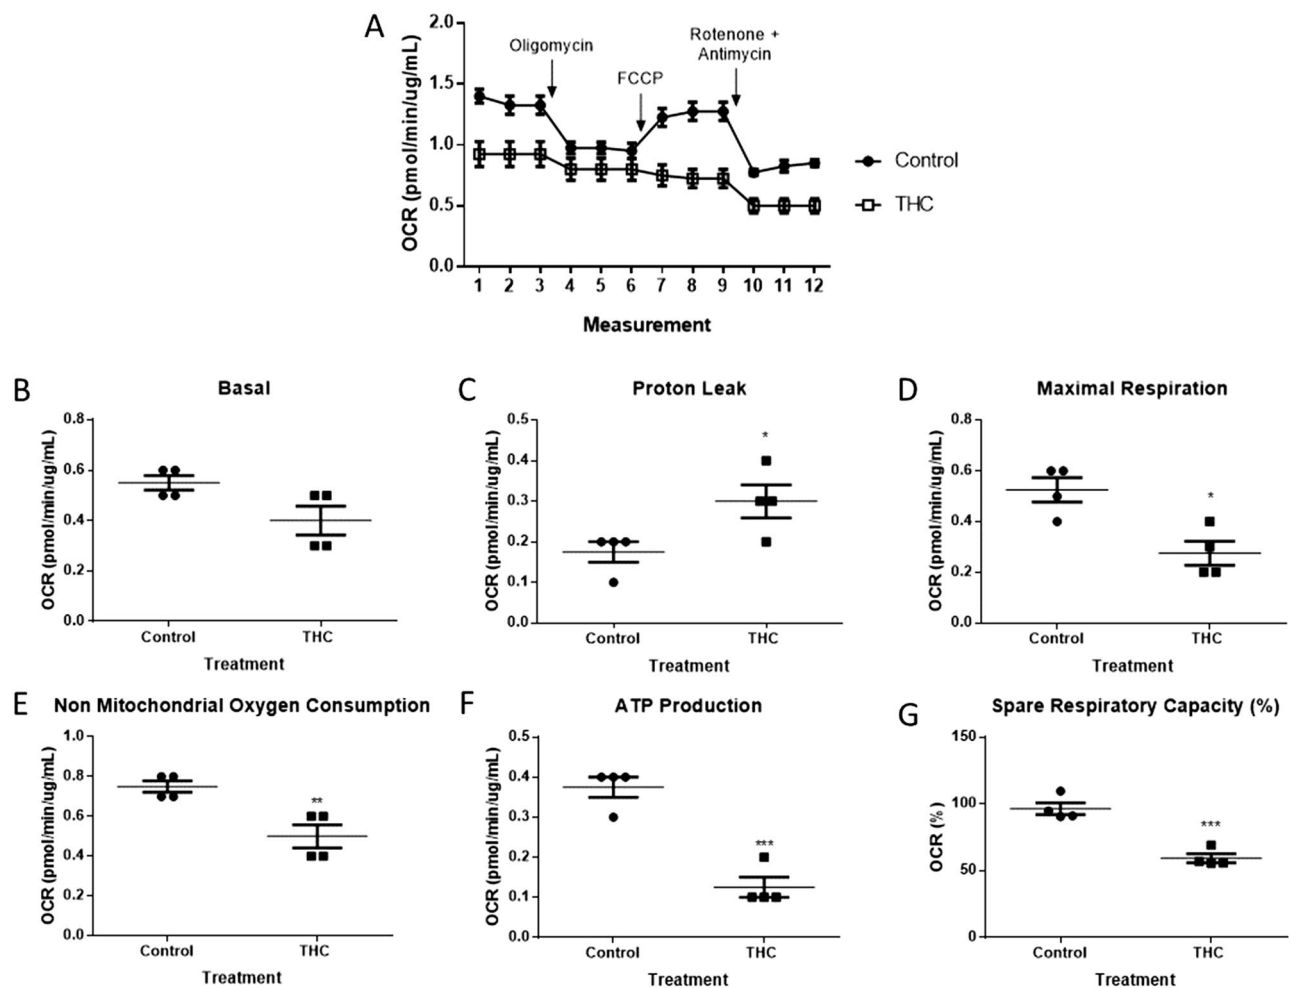 A
OCR (pmol/min/ug/mL)
2.0
1.5
1.0
0.5
0.0
Oligomycin
FCCP
Rotenone +
Antimycin
Control
THC
1 2 3 4 5 6 7 8 9 10 11 12
Measurement
B
Basal
OCR (pmol/min/ug/mL)
0.8
0.6
0.4
0.2
0.0
Control THC
Treatment
C
Proton Leak
OCR (pmol/min/ug/mL)
0.5
0.4
0.3
0.2
0.1
0.0
*
Control THC
Treatment
D
Maximal Respiration
OCR (pmol/min/ug/mL)
0.8
0.6
0.4
0.2
0.0
*
Control THC
Treatment
E
Non Mitochondrial Oxygen Consumption
OCR (pmol/min/ug/mL)
1.0
0.8
0.6
0.4
0.2
0.0
**
Control THC
Treatment
F
ATP Production
OCR (pmol/min/ug/mL)
0.5
0.4
0.3
0.2
0.1
0.0
***
Control THC
Treatment
G
Spare Respiratory Capacity (%)
OCR (%)
150
100
50
0
***
Control THC
Treatment